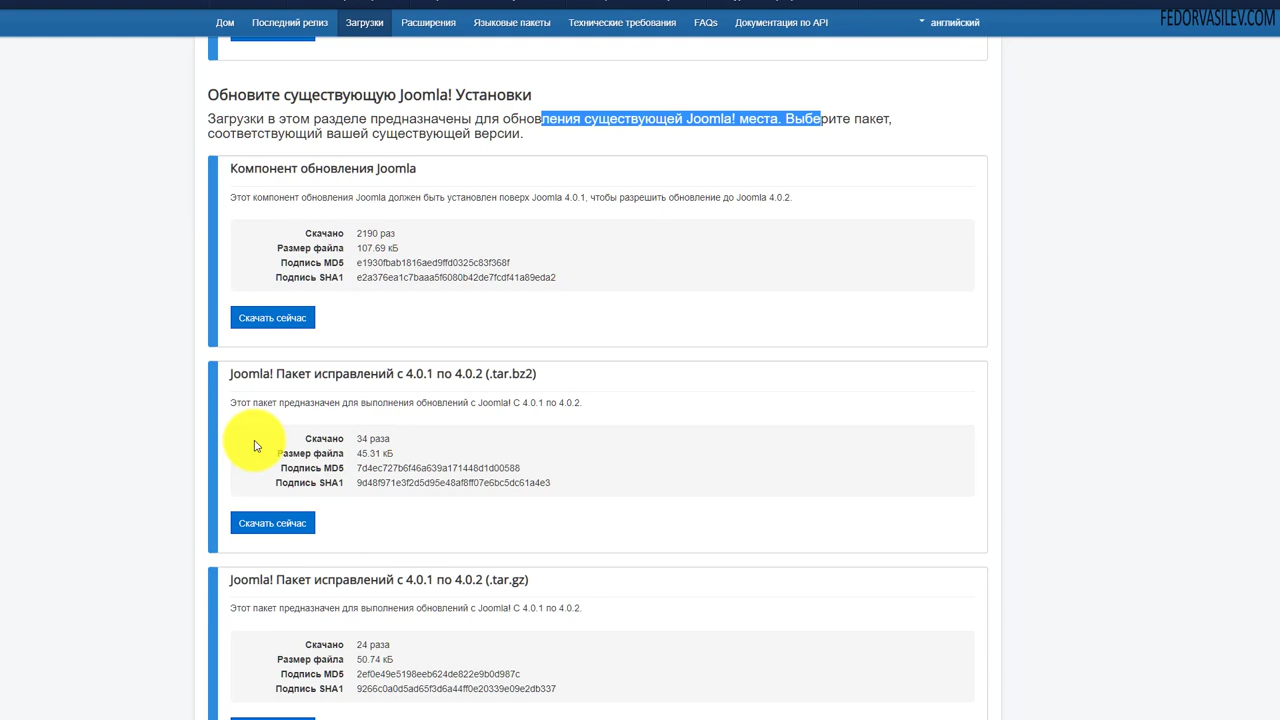 Дом Последний релиз Загрузки Расширения Языковые пакеты Технические требования FAQs Документация по API английский
FEDORVASILEV.COM
Обновите существующую Joomla! Установки
Загрузки в этом разделе предназначены для обновления существующей Joomla! места. Выберите пакет,
соответствующий вашей существующей версии.
Компонент обновления Joomla
Этот компонент обновления Joomla должен быть установлен поверх Joomla 4.0.1, чтобы разрешить обновление до Joomla 4.0.2.
Скачано 2190 раз
Размер файла 107.69 кБ
Подпись MD5 e1930fbab1816aed9ffd0325c83f368f
Подпись SHA1 e2a376ea1c7baaa5f6080b42de7fcdf41a89eda2
Скачать сейчас
Joomla! Пакет исправлений с 4.0.1 по 4.0.2 (.tar.bz2)
Этот пакет предназначен для выполнения обновлений с Joomla! С 4.0.1 по 4.0.2.
Скачано 34 раза
Размер файла 45.31 кБ
Подпись MD5 7d4ec727b6f46a639a171448d1d00588
Подпись SHA1 9d48f971e3f2d5d95e48af8ff07e6bc5dc61a4e3
Скачать сейчас
Joomla! Пакет исправлений с 4.0.1 по 4.0.2 (.tar.gz)
Этот пакет предназначен для выполнения обновлений с Joomla! С 4.0.1 по 4.0.2.
Скачано 24 раза
Размер файла 50.74 кБ
Подпись MD5 2ef0e49e5198eeb624de822e9b0d987c
Подпись SHA1 9266c0a0d5ad65f3d6a44ff0e20339e09e2db337